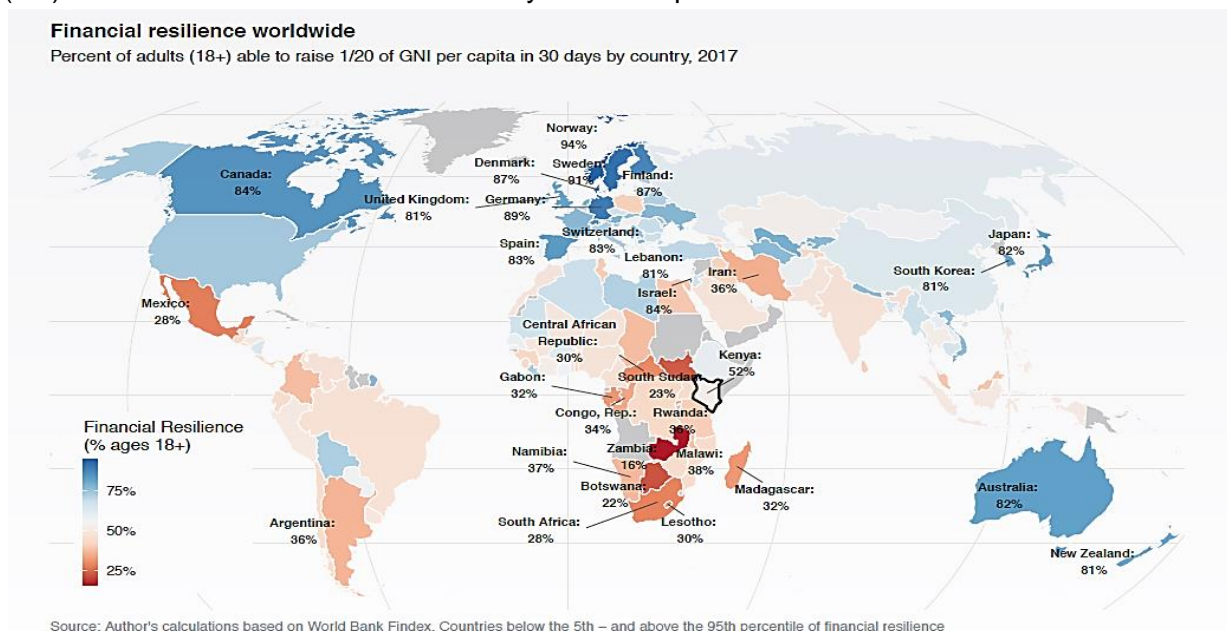 Financial resilience worldwide
Percent of adults (18+) able to raise 1/20 of GNI per capita in 30 days by country, 2017
Norway:
94%
Denmark:
87%
Sweden:
91%
Finland:
87%
Canada:
84%
United Kingdom:
81%
Germany:
89%
Switzerland:
83%
Spain:
83%
Lebanon:
81%
Iran:
36%
Japan:
82%
South Korea:
81%
Israel:
84%
Mexico:
28%
Central African
Republic:
30%
Kenya:
52%
Gabon:
32%
South Sudan:
23%
Congo, Rep.:
34%
Rwanda:
36%
Namibia:
37%
Zambia:
16%
Malawi:
38%
Botswana:
22%
Madagascar:
32%
South Africa:
28%
Lesotho:
30%
Argentina:
36%
Australia:
82%
New Zealand:
81%
Financial Resilience
(% ages 18+)
75%
50%
25%
Source: Author's calculations based on World Bank Findex. Countries below the 5th – and above the 95th percentile of financial resilience